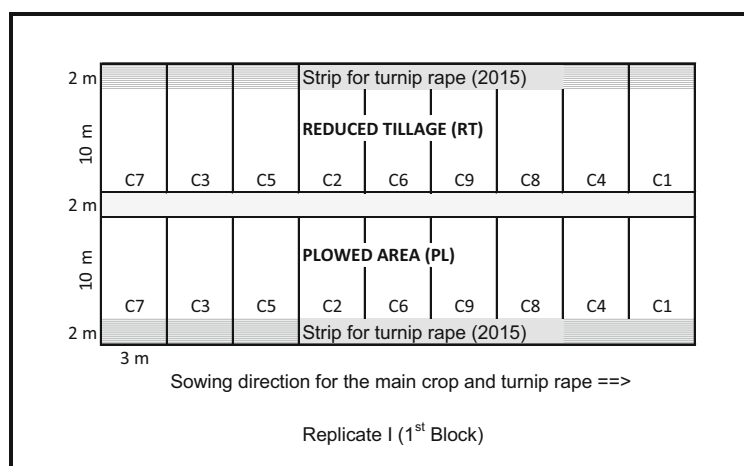 2 m
Strip for turnip rape (2015)
10 m
REDUCED TILLAGE (RT)
C7 C3 C5 C2 C6 C9 C8 C4 C1
2 m
10 m
PLOWED AREA (PL)
C7 C3 C5 C2 C6 C9 C8 C4 C1
2 m
Strip for turnip rape (2015)
3 m
Sowing direction for the main crop and turnip rape ==>
Replicate I (1st Block)